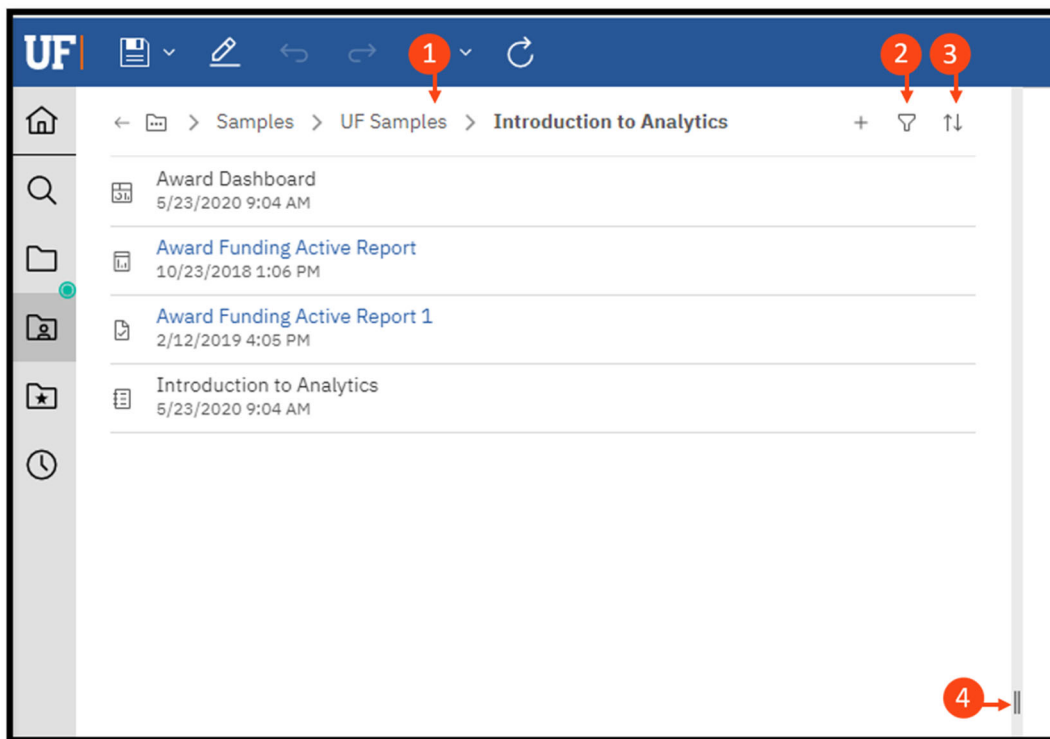 UF
1
2
3
Samples > UF Samples > Introduction to Analytics
Award Dashboard
5/23/2020 9:04 AM
Award Funding Active Report
10/23/2018 1:06 PM
Award Funding Active Report 1
2/12/2019 4:05 PM
Introduction to Analytics
5/23/2020 9:04 AM
4